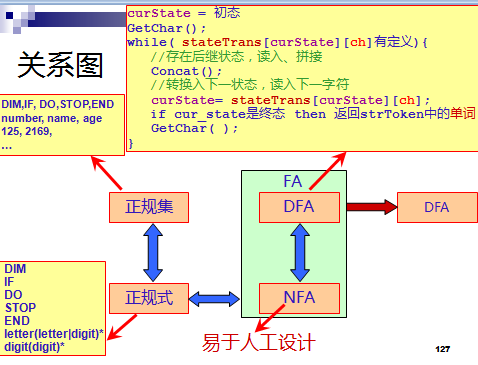 关系图
curState = 初态
GetChar();
while( stateTrans[curState][ch]有定义){
//存在后继状态，读入、拼接
Concat();
//转换入下一状态，读入下一字符
curState= stateTrans[curState][ch];
if cur_state是终态 then 返回strToken中的单词
GetChar( );
}
DIM,IF, DO,STOP,END
number, name, age
125, 2169,
…
正规集
FA
DFA
DFA
正规式
NFA
DIM
IF
DO
STOP
END
letter(letter|digit)*
digit(digit)*
易于人工设计
127